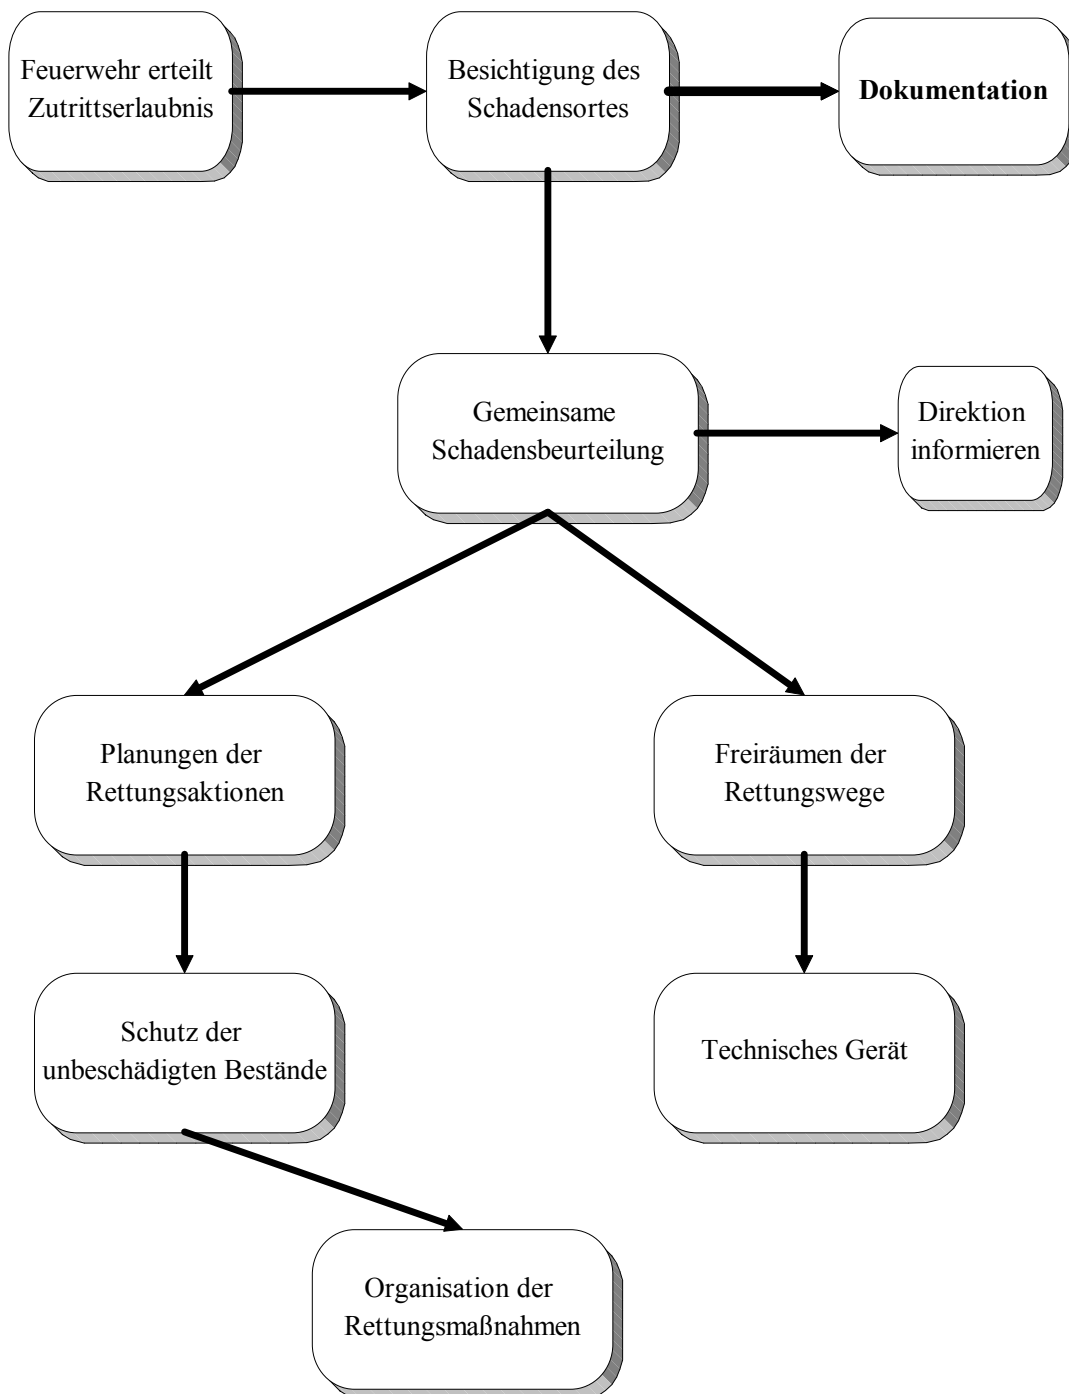 Feuerwehr erteilt
Zutrittserlaubnis
Besichtigung des
Schadensortes
Dokumentation
Gemeinsame
Schadensbeurteilung
Direktion
informieren
Planungen der
Rettungsaktionen
Freiräumen der
Rettungswege
Schutz der
unbeschädigten Bestände
Technisches Gerät
Organisation der
Rettungsmaßnahmen